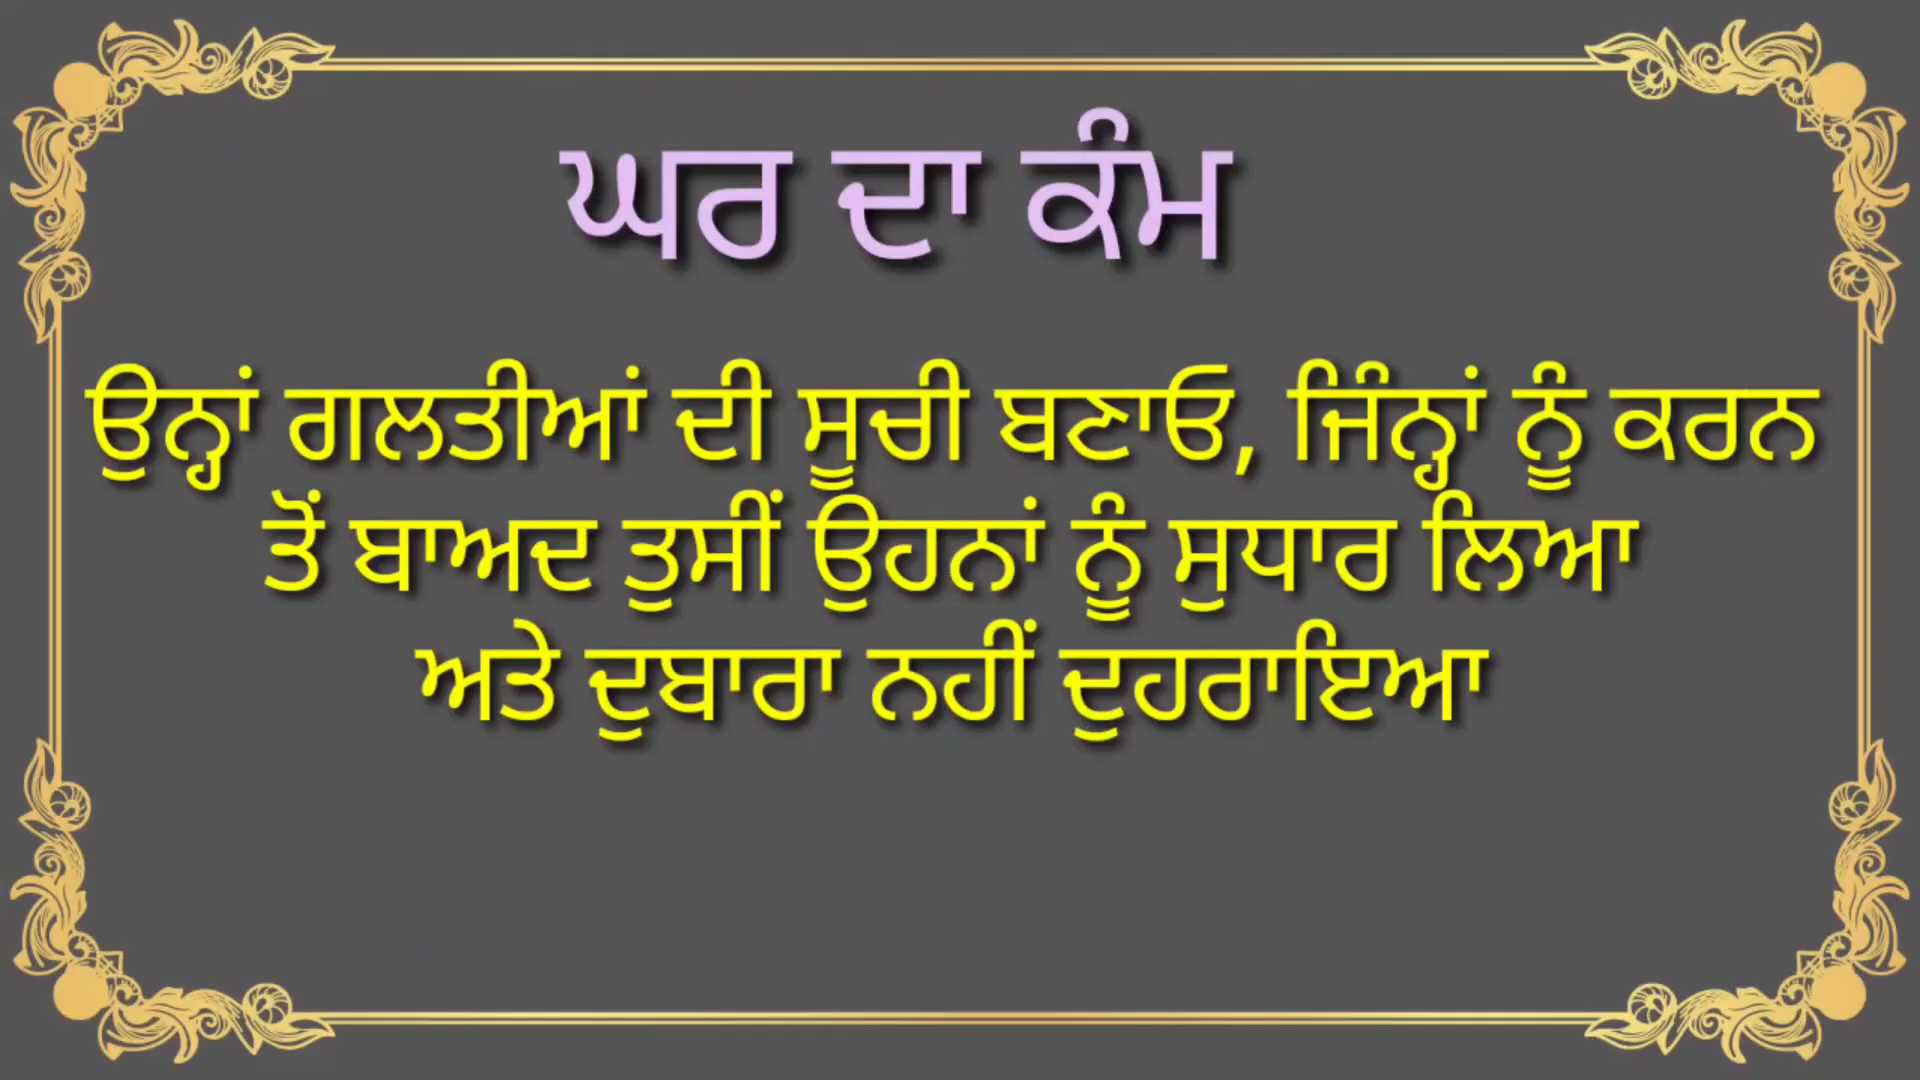 ਘਰ ਦਾ ਕੰਮ
ਉਨ੍ਹਾਂ ਗਲਤੀਆਂ ਦੀ ਸੂਚੀ ਬਣਾਓ, ਜਿੰਨ੍ਹਾਂ ਨੂੰ ਕਰਨ
ਤੋਂ ਬਾਅਦ ਤੁਸੀਂ ਉਹਨਾਂ ਨੂੰ ਸੁਧਾਰ ਲਿਆ
ਅਤੇ ਦੁਬਾਰਾ ਨਹੀਂ ਦੁਹਰਾਇਆ